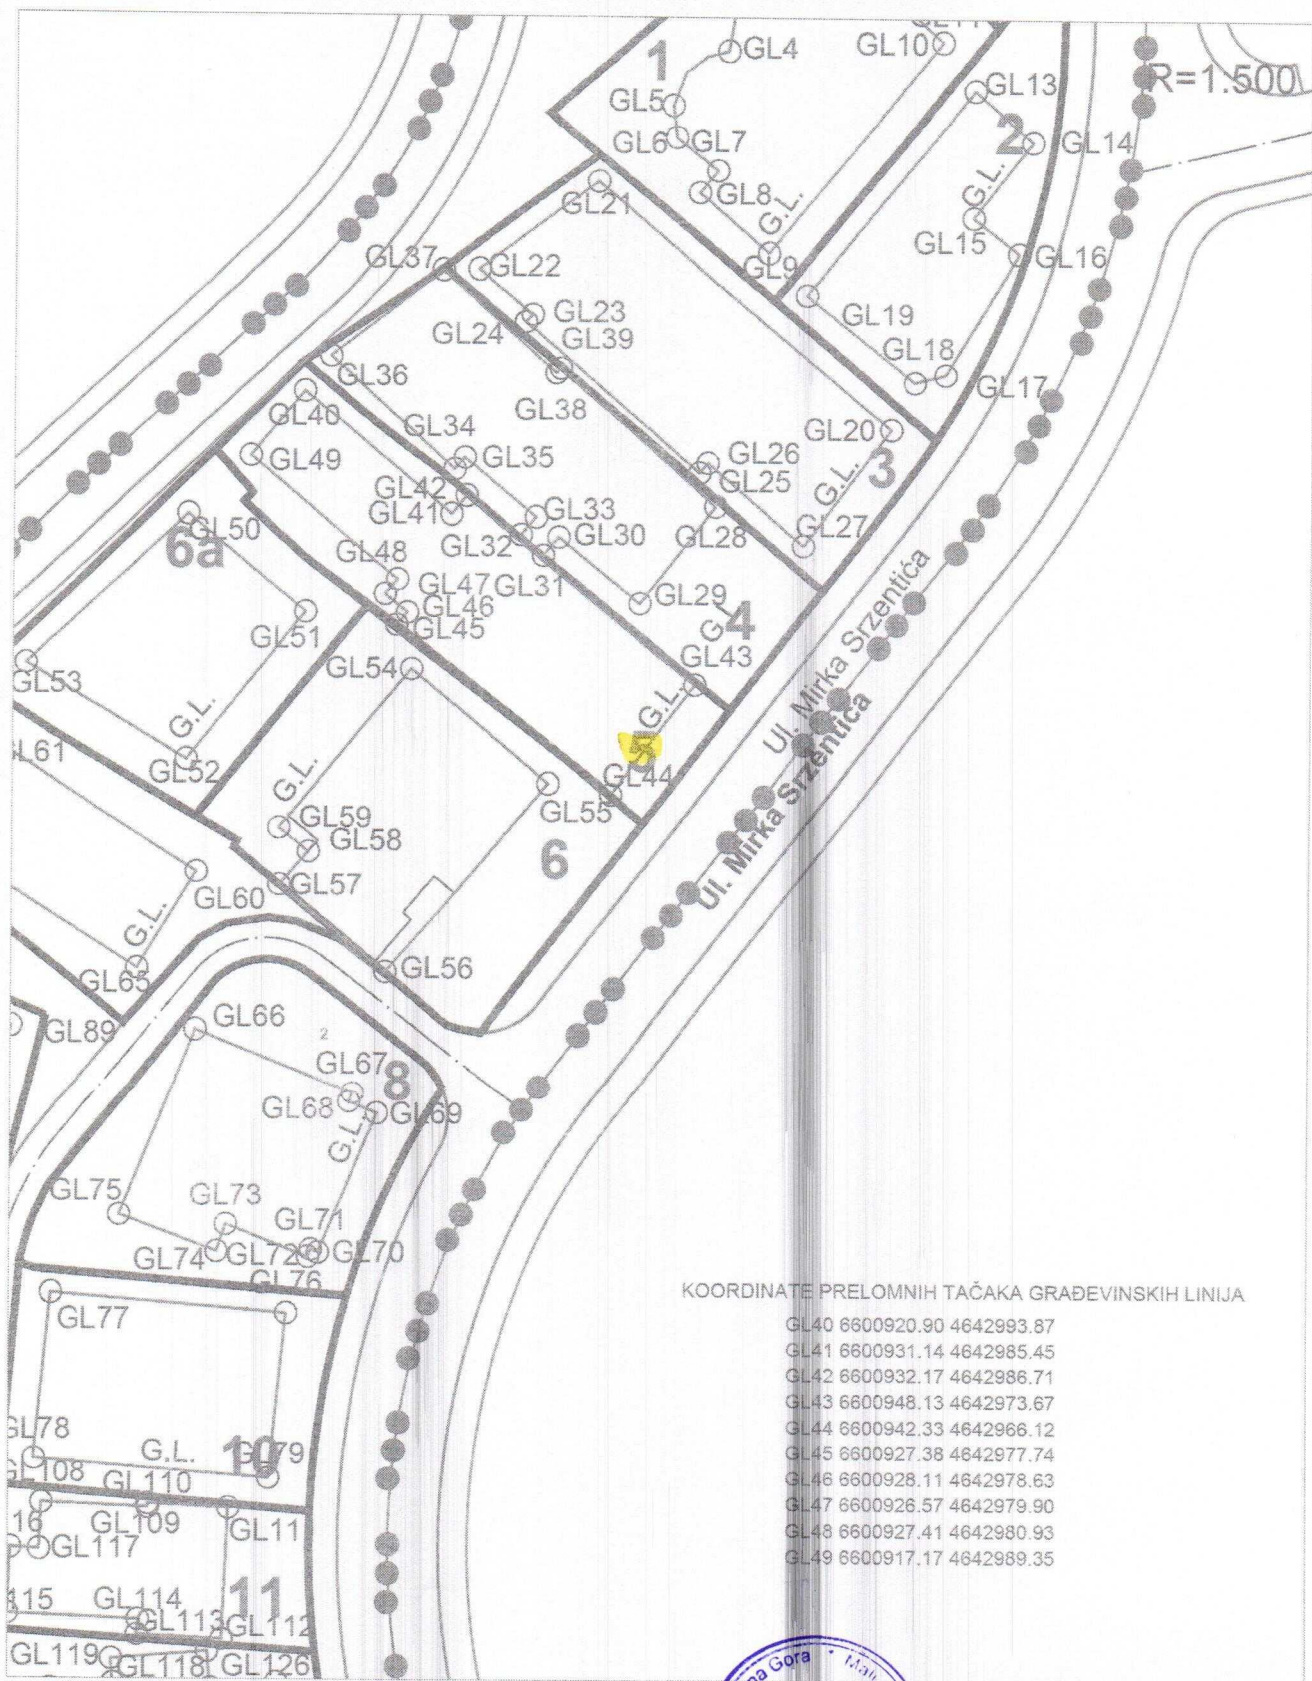 1
GL4
GL10
R=1.500
GL5
GL13
GL6
GL7
2
GL14
GL8
G.L.
G.L.
GL21
GL15
GL16
GL9
GL37
GL22
GL19
GL23
GL24
GL39
GL18
GL17
GL36
GL38
GL40
GL34
GL20
GL49
GL35
GL26
3
GL42
GL25
G.L.
GL41
GL33
GL50
GL30
GL28
GL27
6a
GL32
GL48
GL31
GL47
GL29
GL46
GL51
GL45
4
GL54
GL43
GL53
G.L.
G.L.
Ul. Mirka Srzentića
Ul. Mirka Srzentića
5
GL52
GL44
G.L.
GL55
GL59
GL58
6
GL60
GL57
G.L.
GL65
GL56
GL89
GL66
2
GL67
8
GL68
GL69
G.L.
GL75
GL73
GL71
GL74
GL72
GL70
GL76
GL77
KOORDINATE PRELOMNIH TAČAKA GRAĐEVINSKIH LINIJA
GL40 6600920.90 4642993.87
GL41 6600931.14 4642985.45
GL42 6600932.17 4642986.71
GL43 6600948.13 4642973.67
GL44 6600942.33 4642966.12
GL45 6600927.38 4642977.74
GL46 6600928.11 4642978.63
GL47 6600926.57 4642979.90
GL48 6600927.41 4642980.93
GL49 6600917.17 4642989.35
GL78
G.L.
10
GL79
GL108
GL110
GL109
GL11
GL117
GL114
11
GL113
GL112
GL119
GL118
GL126
Gora